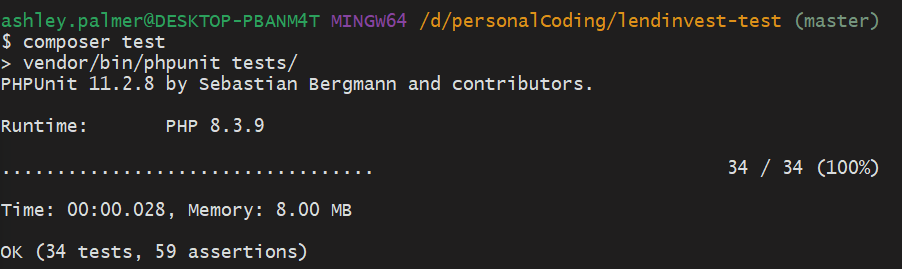 ashley.palmer@DESKTOP-PBANM4T MINGW64 /d/personalCoding/lendinvest-test (master)
$ composer test
> vendor/bin/phpunit tests/
PHPUnit 11.2.8 by Sebastian Bergmann and contributors.
Runtime:       PHP 8.3.9
..................................                                34 / 34 (100%)
Time: 00:00.028, Memory: 8.00 MB
OK (34 tests, 59 assertions)